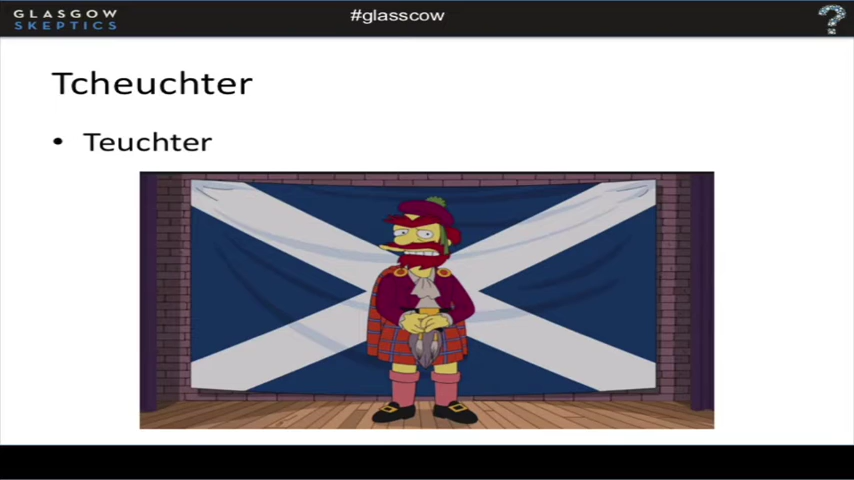 GLASGOW
SKEPTICS
#glasscow
Tcheuchter
• Teuchter